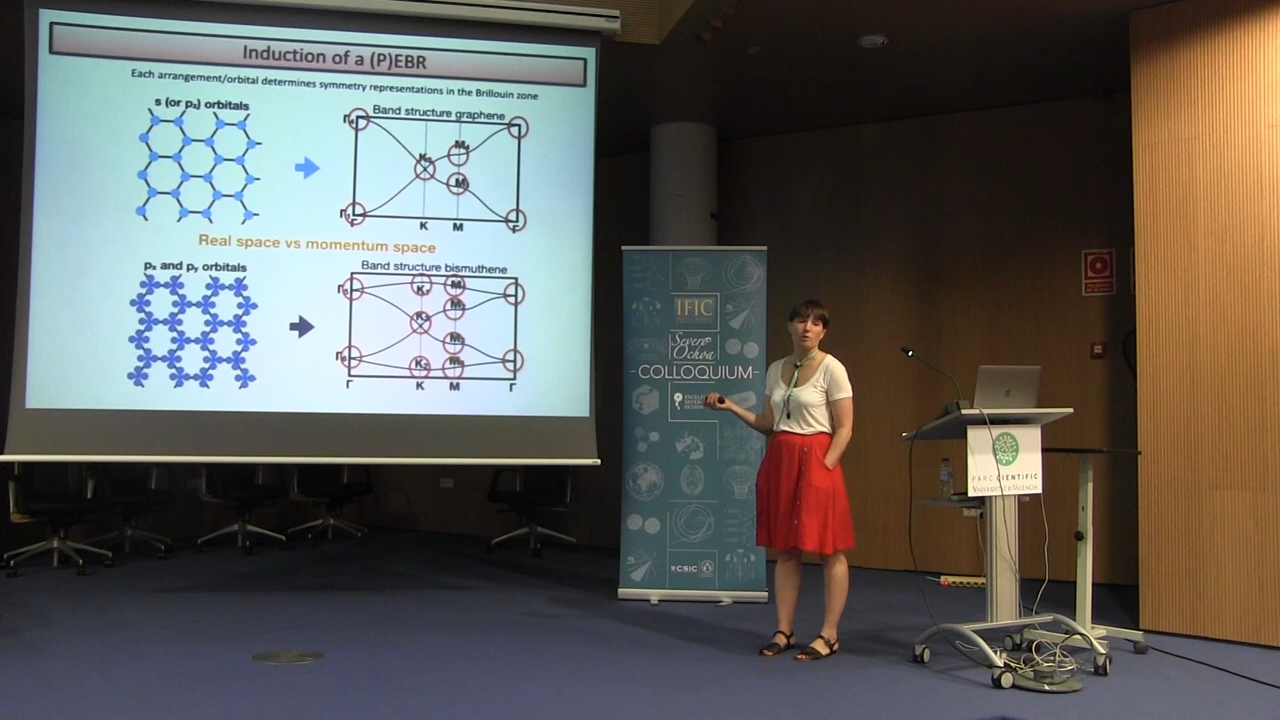 Induction of a (P)EBR
Each arrangement/orbital determines symmetry representations in the Brillouin zone
s (or pz) orbitals
Band structure graphene
K
M
Γ
Real space vs momentum space
px and py orbitals
Band structure bismuthene
Γ
K
M
Γ
IFIC
Severo
Ochoa
-COLLOQUIUM-
CSIC
PARC CIENTÍFIC
UNIVERSITAT DE VALÈNCIA